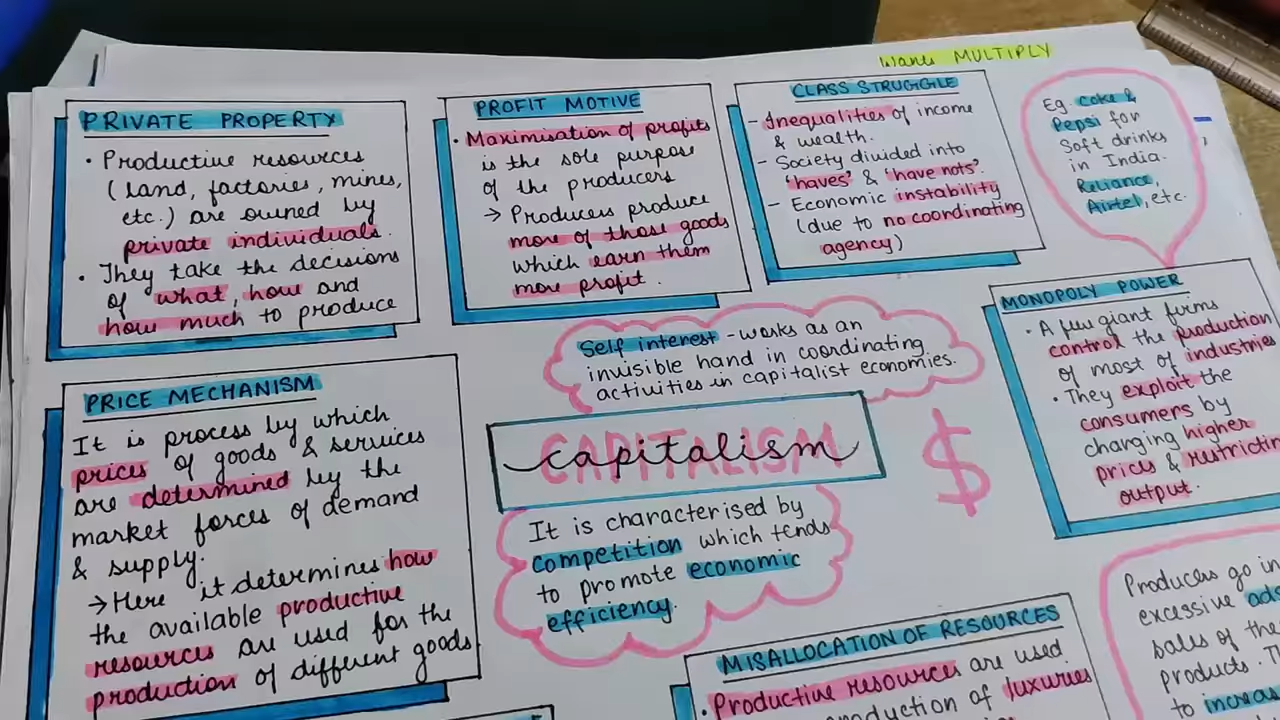 Wants MULTIPLY
PRIVATE PROPERTY
• Productive resources
(land, factories, mines,
etc.) are owned by
private individuals.
• They take the decisions
of what, how and
how much to produce
PROFIT MOTIVE
• Maximisation of profits
is the sole purpose
of the producers
→ Producers produce
more of those goods
which earn them
more profit.
CLASS STRUGGLE
- Inequalities of income
& wealth.
- Society divided into
'haves' & 'have nots'.
- Economic instability
(due to no coordinating
agency)
Eg. Coke &
Pepsi for
Soft drinks
in India.
Reliance,
Airtel, etc.
MONOPOLY POWER
• A few giant firms
control the production
of most of industries
• They exploit the
consumers by
changing higher
prices &
output.
Self interest - works as an
invisible hand in coordinating
activities in capitalist economies.
CAPITALISM
capitalism
$
It is characterised by
competition which tends
to promote economic
efficiency.
PRICE MECHANISM
It is process by which
prices of goods & services
are determined by the
market forces of demand
& supply.
→ Here it determines how
the available productive
resources are used for the
production of different goods
MISALLOCATION OF RESOURCES
• Productive resources are used
of luxuries
Producers go in
excessive
sales of the
products.
to